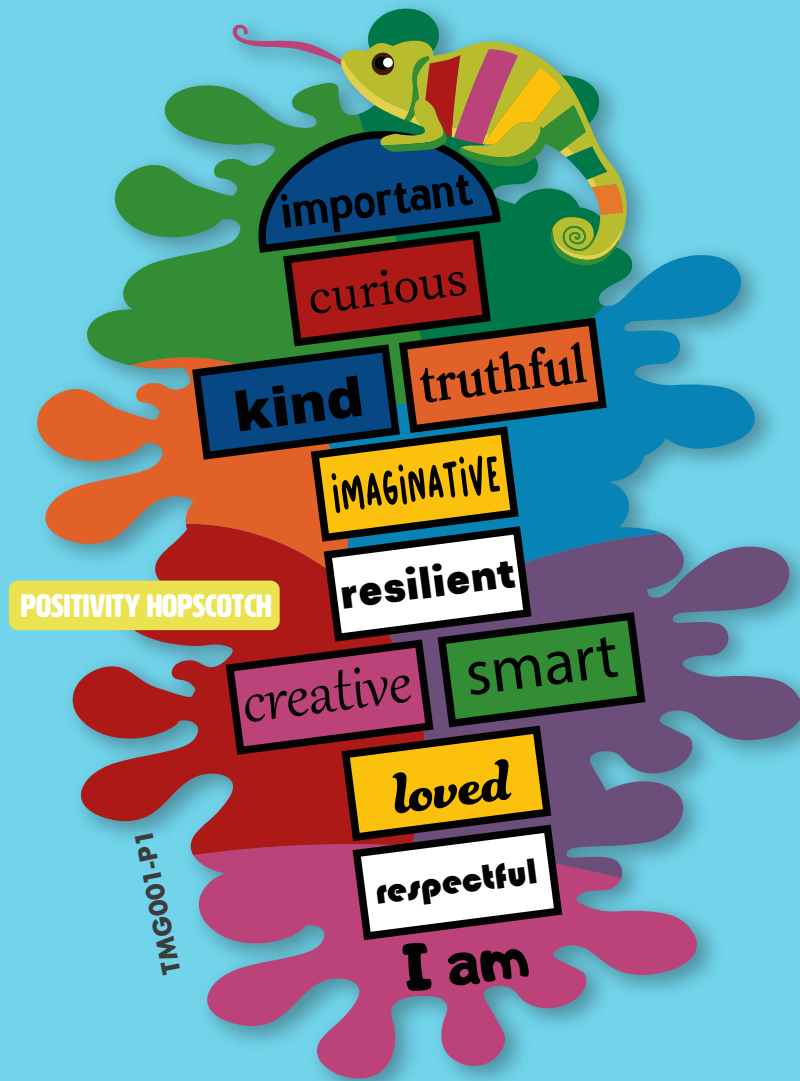 important
curious
kind truthful
iMAGiNATiVE
resilient
POSITIVITY HOPSCOTCH
creative smart
loved
respectful
TMG001-P1
I am